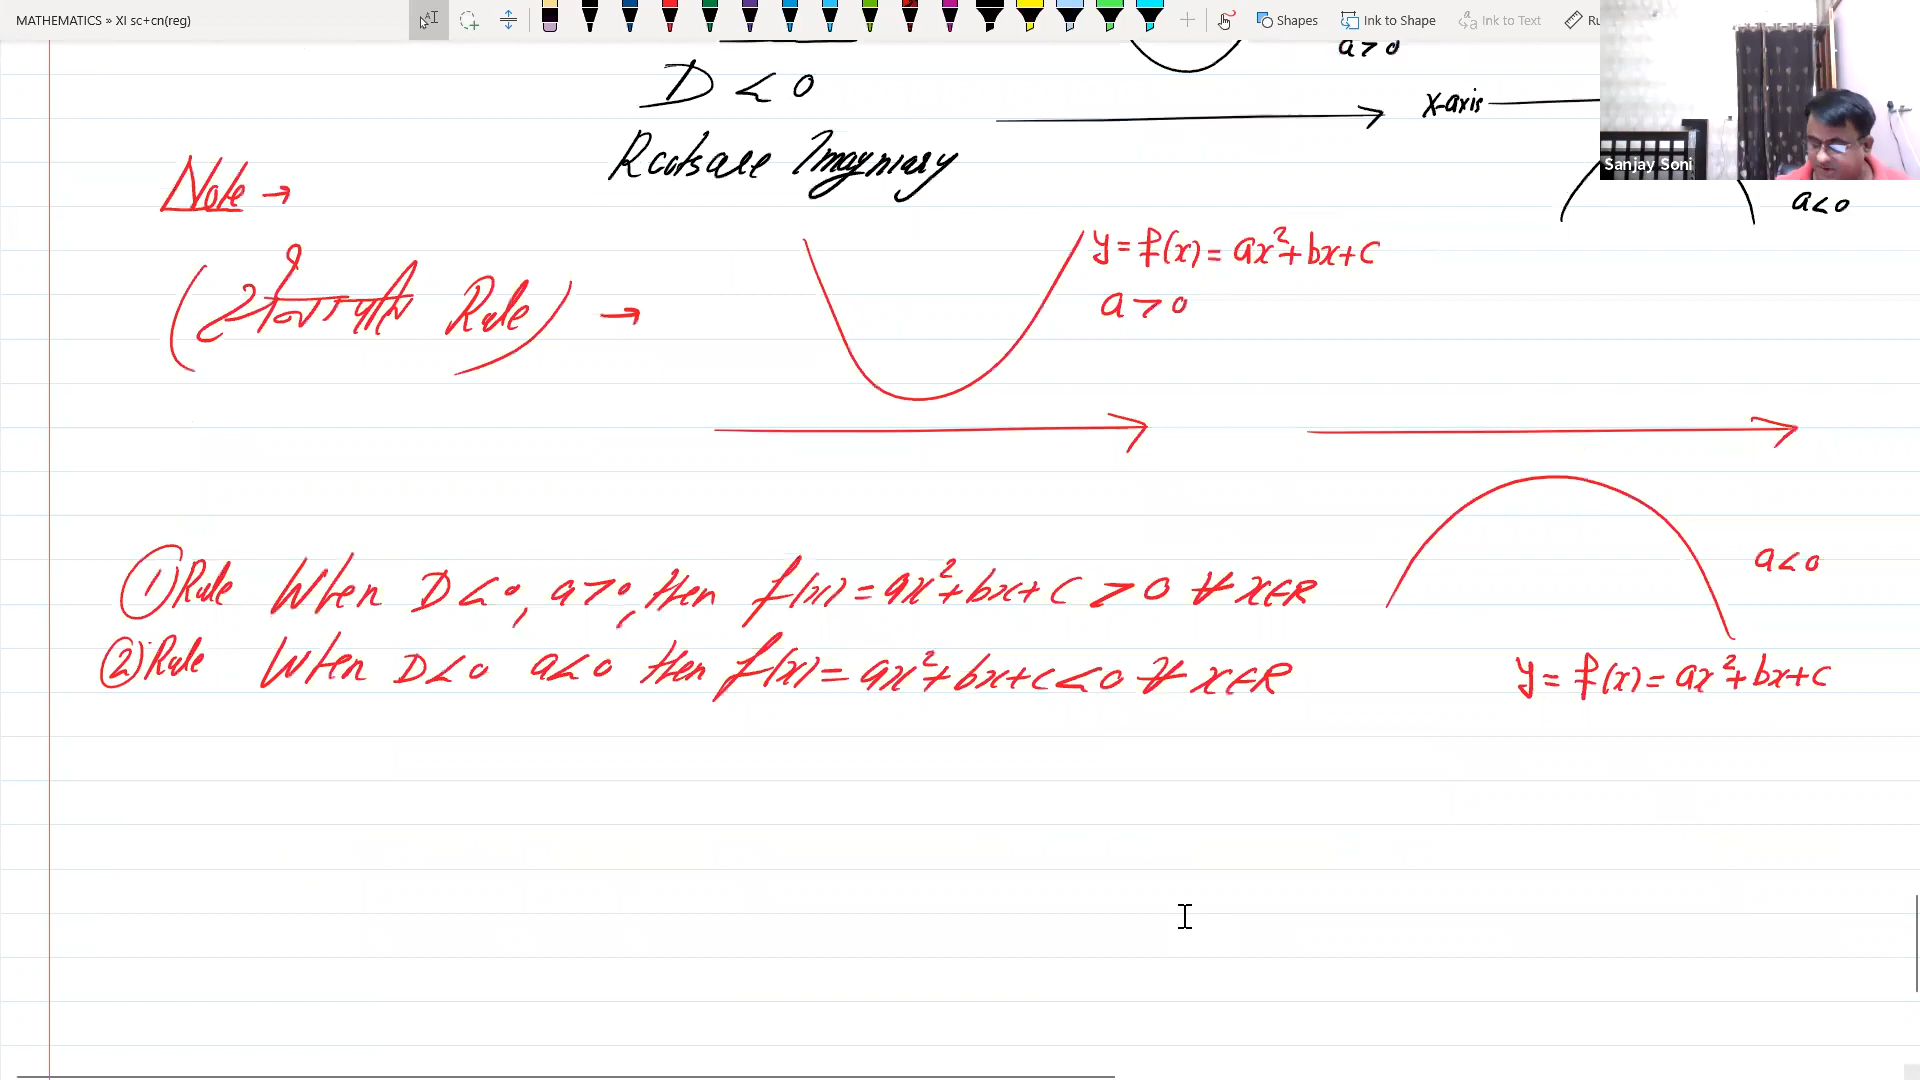 MATHEMATICS » XI sc+cn(reg)
Shapes
Ink to Shape
Ink to Text
Ru
Sanjay Soni
a > 0
D < 0
x-axis
Roots are Imagniary
a < 0
Note →
Rule) →
y = f(x) = ax²+bx+c
a > 0
a < 0
① Rule When D < 0, a > 0, then f(x) = ax²+bx+c > 0 ∀ x∈R
② Rule When D < 0 a < 0 then f(x) = ax²+bx+c < 0 ∀ x∈R
y = f(x) = ax²+bx+c